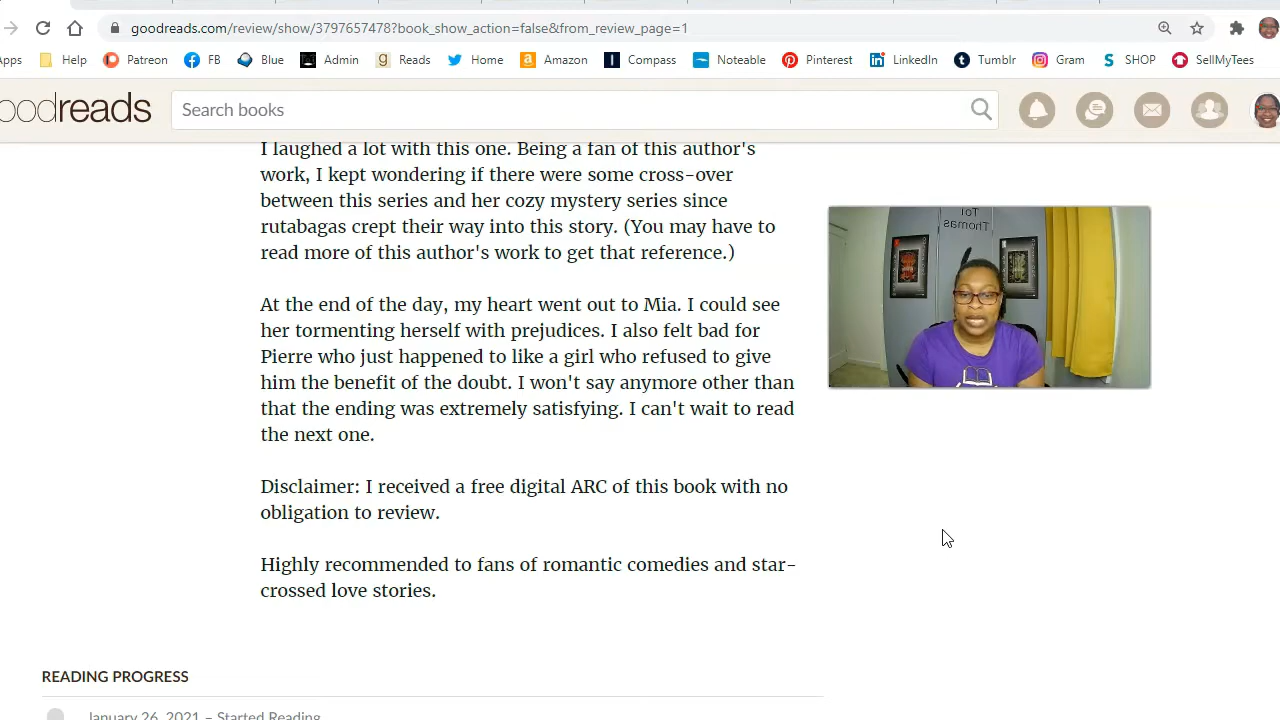 goodreads.com/review/show/3797657478?book_show_action=false&from_review_page=1
pps Help Patreon FB Blue Admin Reads Home Amazon Compass Noteable Pinterest LinkedIn Tumblr Gram SHOP SellMyTees
oodreads Search books
I laughed a lot with this one. Being a fan of this author's
work, I kept wondering if there were some cross-over
between this series and her cozy mystery series since
rutabagas crept their way into this story. (You may have to
read more of this author's work to get that reference.)
Tor
Thomas
At the end of the day, my heart went out to Mia. I could see
her tormenting herself with prejudices. I also felt bad for
Pierre who just happened to like a girl who refused to give
him the benefit of the doubt. I won't say anymore other than
that the ending was extremely satisfying. I can't wait to read
the next one.
Disclaimer: I received a free digital ARC of this book with no
obligation to review.
Highly recommended to fans of romantic comedies and star-
crossed love stories.
READING PROGRESS
January 26, 2021 – Started Reading